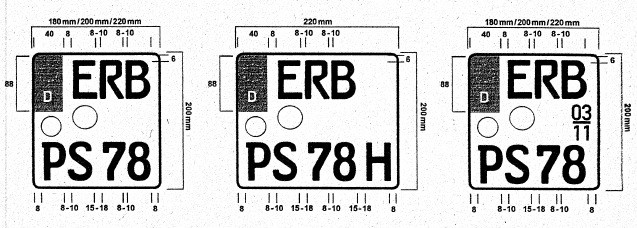 180 mm/200 mm/220 mm
40 8 8-10 8-10
ERB
6
88
D
200 mm
PS 78
8 8-10 15-18 8-10 8
220 mm
40 8 8-10 8-10
ERB
6
88
D
200 mm
PS 78 H
8 8-10 15-18 8-10 8
180 mm/200 mm/220 mm
40 8 8-10 8-10
ERB
6
88
D
03
11
200 mm
PS 78
8 8-10 15-18 8-10 8